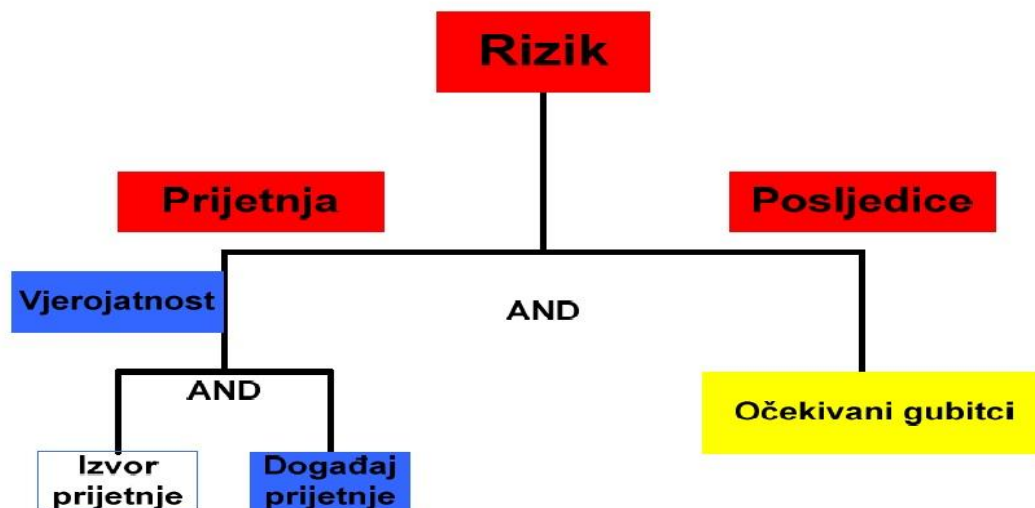 Rizik
Prijetnja
Posljedice
Vjerojatnost
AND
AND
Očekivani gubitci
Izvor
prijetnje
Događaj
prijetnje